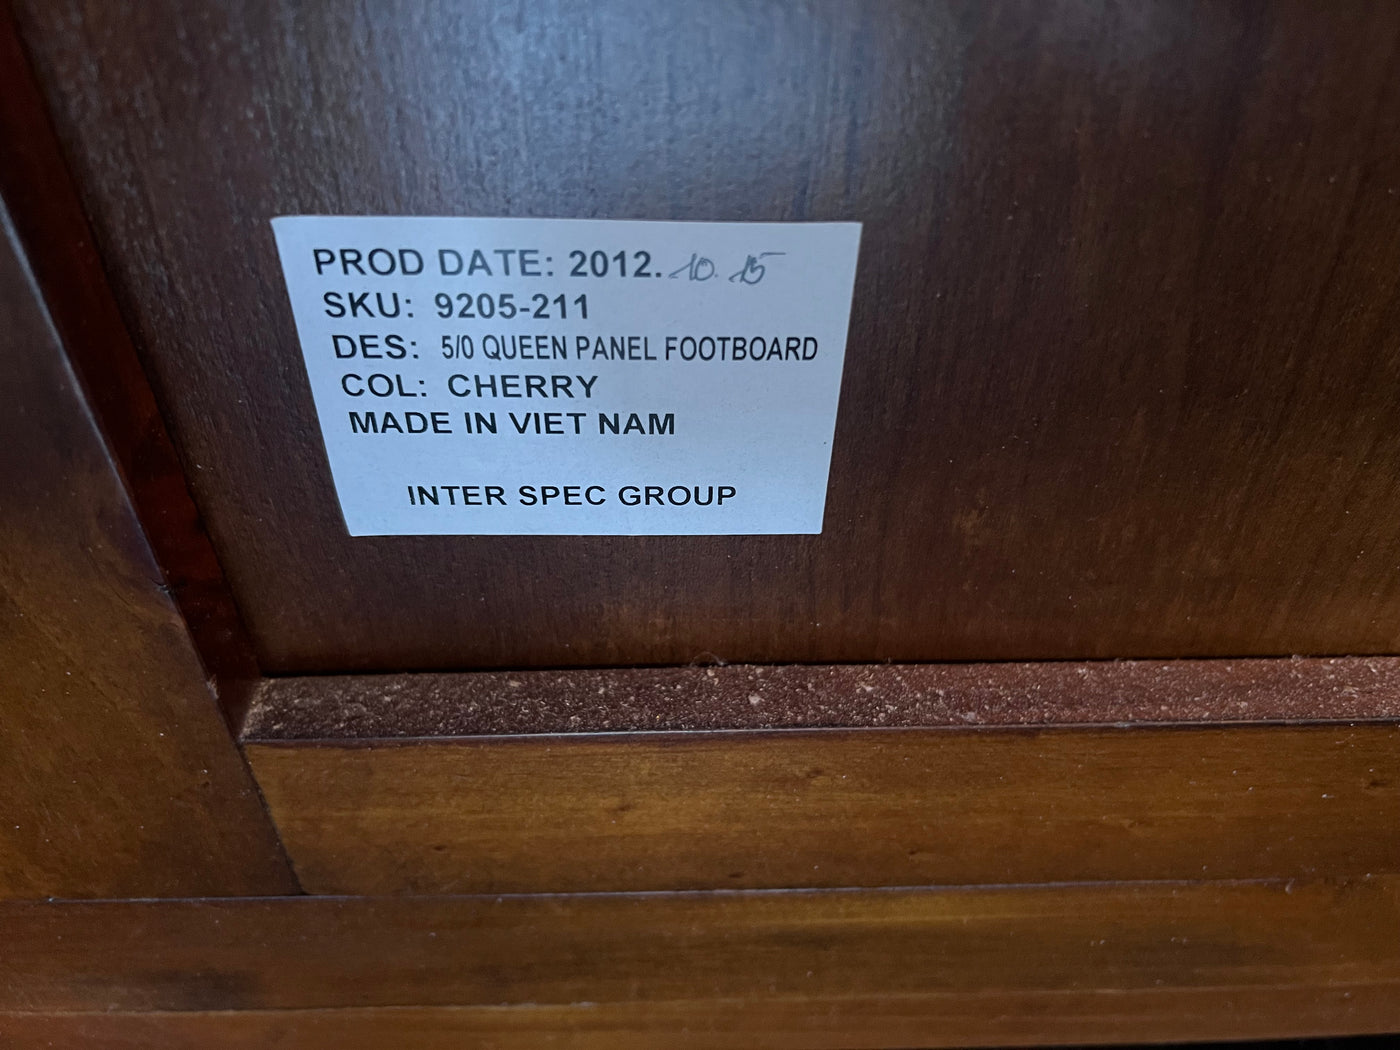 PROD DATE: 2012. 10. 15
SKU: 9205-211
DES: 5/0 QUEEN PANEL FOOTBOARD
COL: CHERRY
MADE IN VIET NAM
INTER SPEC GROUP